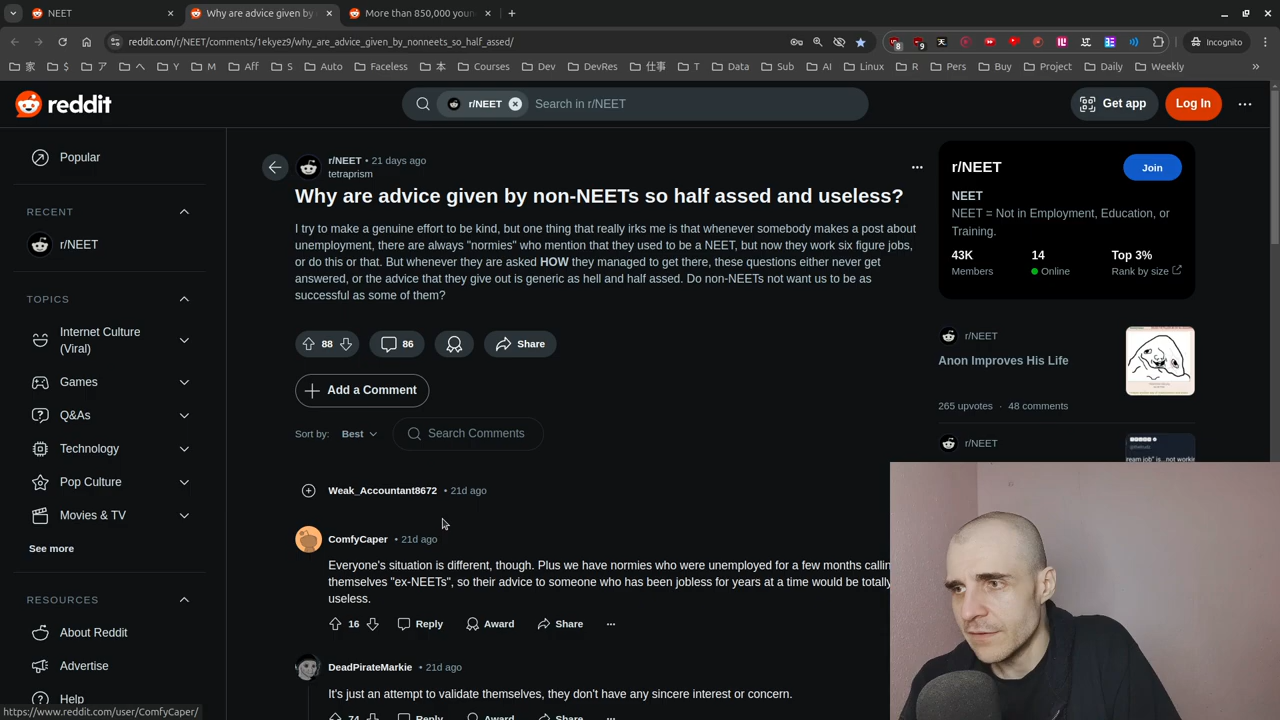 NEET
Why are advice given by
More than 850,000 youn
reddit.com/r/NEET/comments/1ekyez9/why_are_advice_given_by_nonneets_so_half_assed/
8
9
Incognito
家
$
ア
へ
Y
M
Aff
S
Auto
Faceless
本
Courses
Dev
DevRes
仕事
T
Data
Sub
AI
Linux
R
Pers
Buy
Project
Daily
Weekly
reddit
r/NEET
Search in r/NEET
Get app
Log In
Popular
RECENT
r/NEET
TOPICS
Internet Culture
(Viral)
Games
Q&As
Technology
Pop Culture
Movies & TV
See more
RESOURCES
About Reddit
Advertise
Help
https://www.reddit.com/user/ComfyCaper/
r/NEET • 21 days ago
tetraprism
Why are advice given by non-NEETs so half assed and useless?
I try to make a genuine effort to be kind, but one thing that really irks me is that whenever somebody makes a post about
unemployment, there are always "normies" who mention that they used to be a NEET, but now they work six figure jobs,
or do this or that. But whenever they are asked HOW they managed to get there, these questions either never get
answered, or the advice that they give out is generic as hell and half assed. Do non-NEETs not want us to be as
successful as some of them?
88
86
Share
Add a Comment
Sort by:
Best
Search Comments
Weak_Accountant8672 • 21d ago
ComfyCaper • 21d ago
Everyone's situation is different, though. Plus we have normies who were unemployed for a few months calli
themselves "ex-NEETs", so their advice to someone who has been jobless for years at a time would be totally
useless.
16
Reply
Award
Share
DeadPirateMarkie • 21d ago
It's just an attempt to validate themselves, they don't have any sincere interest or concern.
74
Reply
Award
Share
r/NEET
Join
NEET
NEET = Not in Employment, Education, or
Training.
43K
14
Top 3%
Members
Online
Rank by size
r/NEET
Anon Improves His Life
265 upvotes • 48 comments
r/NEET